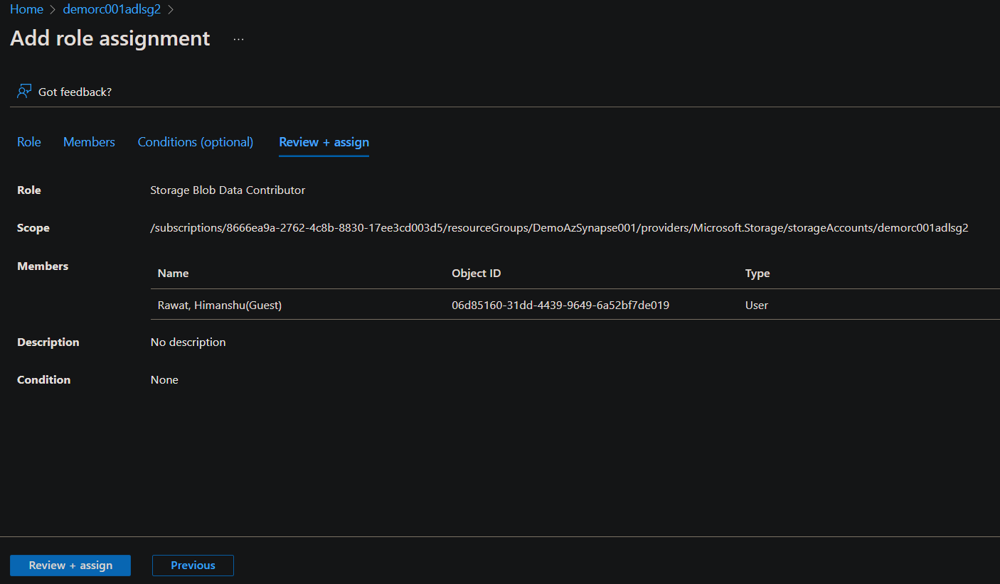 Home > demorc001adlsg2 >
Add role assignment ...
Got feedback?
Role Members Conditions (optional) Review + assign
Role Storage Blob Data Contributor
Scope /subscriptions/8666ea9a-2762-4c8b-8830-17ee3cd003d5/resourceGroups/DemoAzSynapse001/providers/Microsoft.Storage/storageAccounts/demorc001adlsg2
Members
Name Object ID Type
Rawat, Himanshu(Guest) 06d85160-31dd-4439-9649-6a52bf7de019 User
Description No description
Condition None
Review + assign Previous